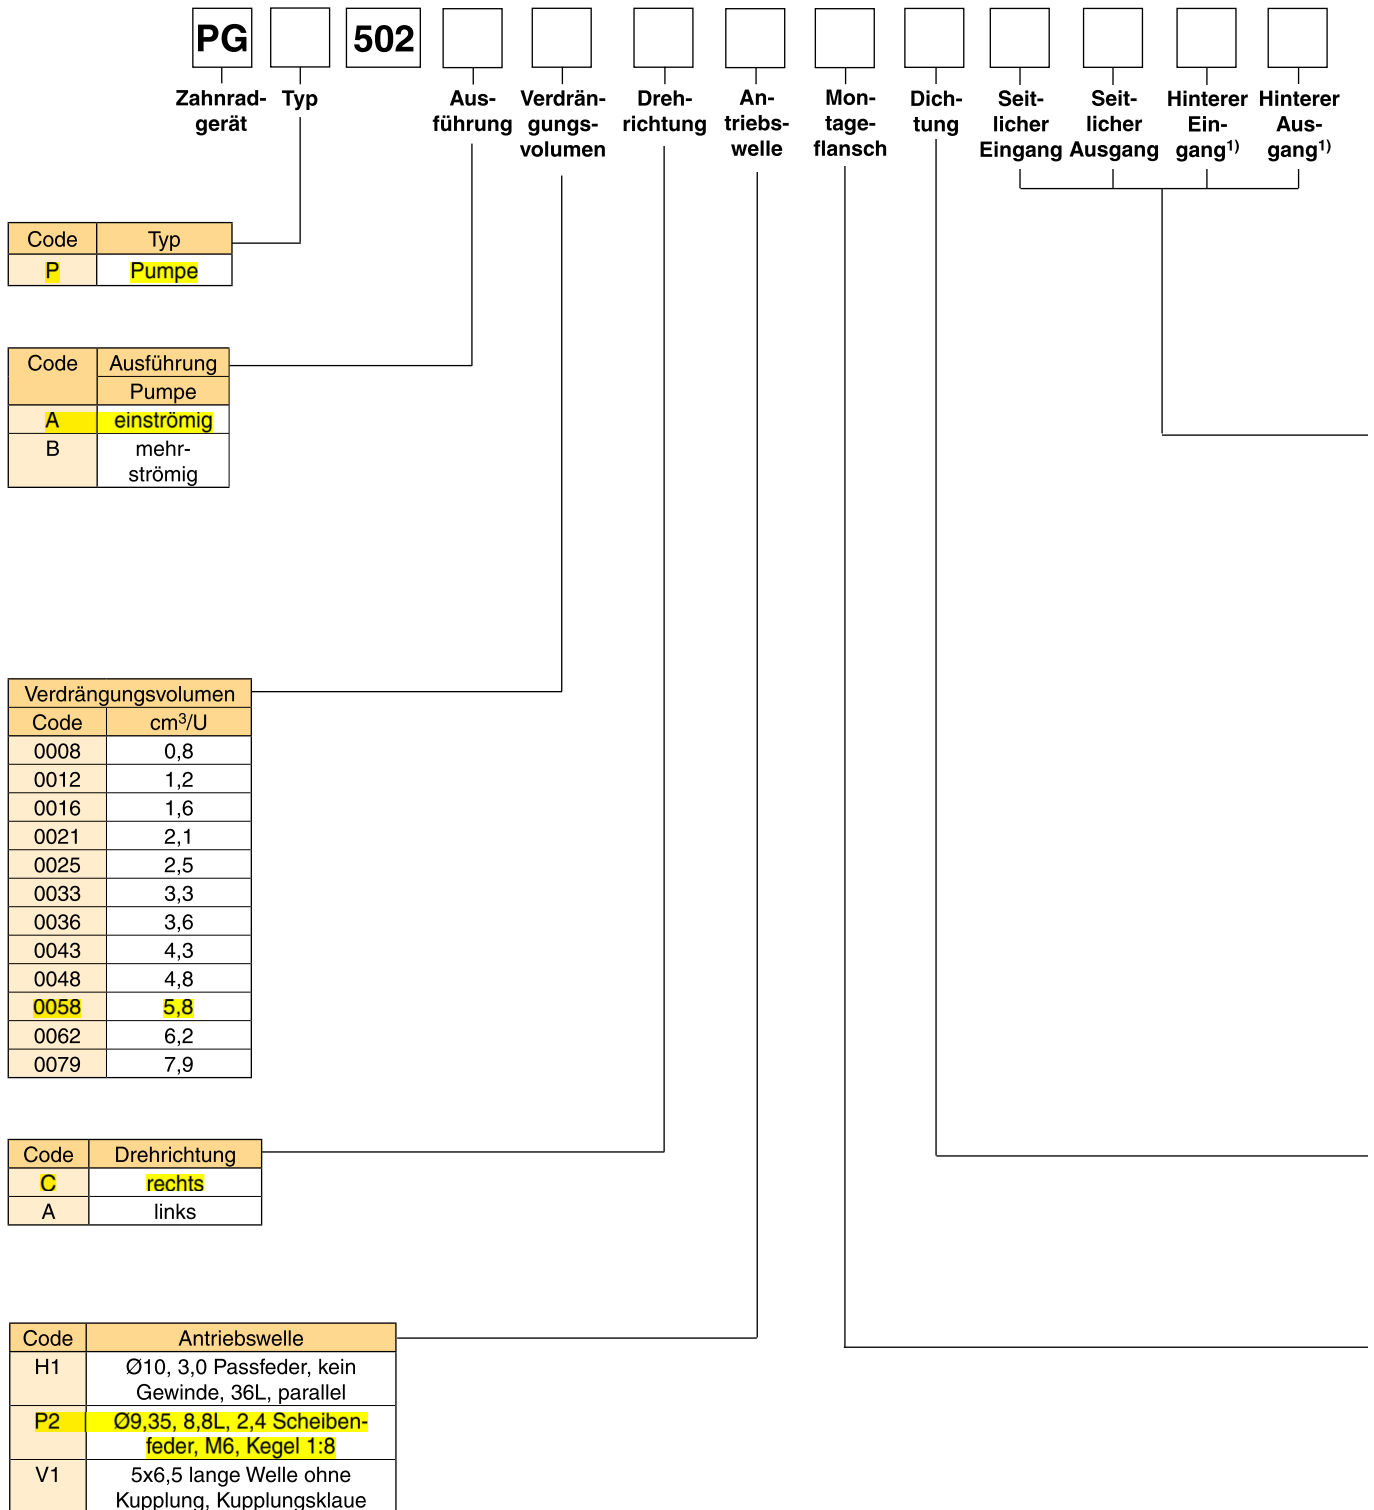 PG 502
Zahnrad- Typ Aus- Verdrän- Dreh- An- Mon- Dich- Seit- Seit- Hinterer Hinterer
gerät führung gungs- richtung triebs- tage- tung licher licher Ein- Aus-
volumen welle flansch Eingang Ausgang gang1) gang1)
Code Typ
P Pumpe
Code Ausführung
Pumpe
A einströmig
B mehr-
strömig
Verdrängungsvolumen
Code cm³/U
0008 0,8
0012 1,2
0016 1,6
0021 2,1
0025 2,5
0033 3,3
0036 3,6
0043 4,3
0048 4,8
0058 5,8
0062 6,2
0079 7,9
Code Drehrichtung
C rechts
A links
Code Antriebswelle
H1 Ø10, 3,0 Passfeder, kein
Gewinde, 36L, parallel
P2 Ø9,35, 8,8L, 2,4 Scheiben-
feder, M6, Kegel 1:8
V1 5x6,5 lange Welle ohne
Kupplung, Kupplungsklaue